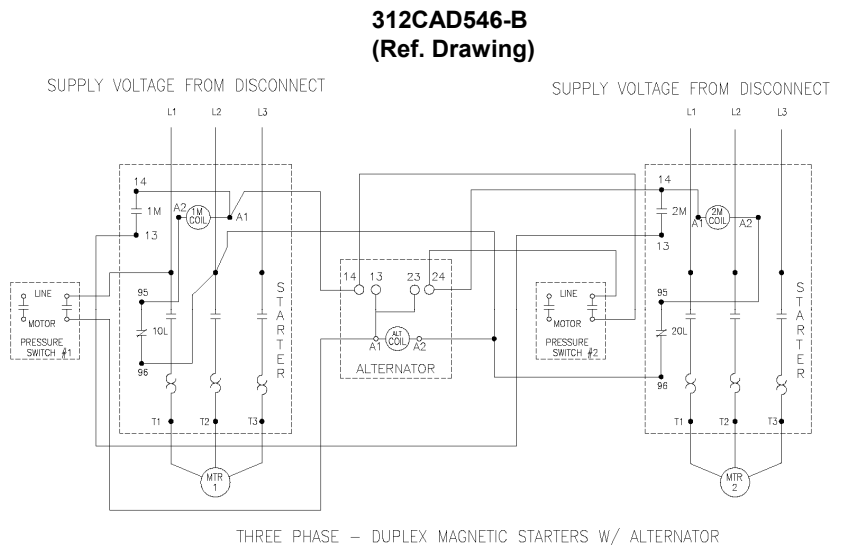 312CAD546-B
(Ref. Drawing)
SUPPLY VOLTAGE FROM DISCONNECT
SUPPLY VOLTAGE FROM DISCONNECT
L1 L2 L3
L1 L2 L3
14
1M
A2
1M COIL
A1
13
14
2M
A1
2M COIL
A2
13
14 13 23 24
LINE
MOTOR
PRESSURE
SWITCH #1
95
10L
96
STARTER
A1
ALT COIL
A2
ALTERNATOR
LINE
MOTOR
PRESSURE
SWITCH #2
95
20L
96
STARTER
T1 T2 T3
T1 T2 T3
MTR
1
MTR
2
THREE PHASE – DUPLEX MAGNETIC STARTERS W/ ALTERNATOR